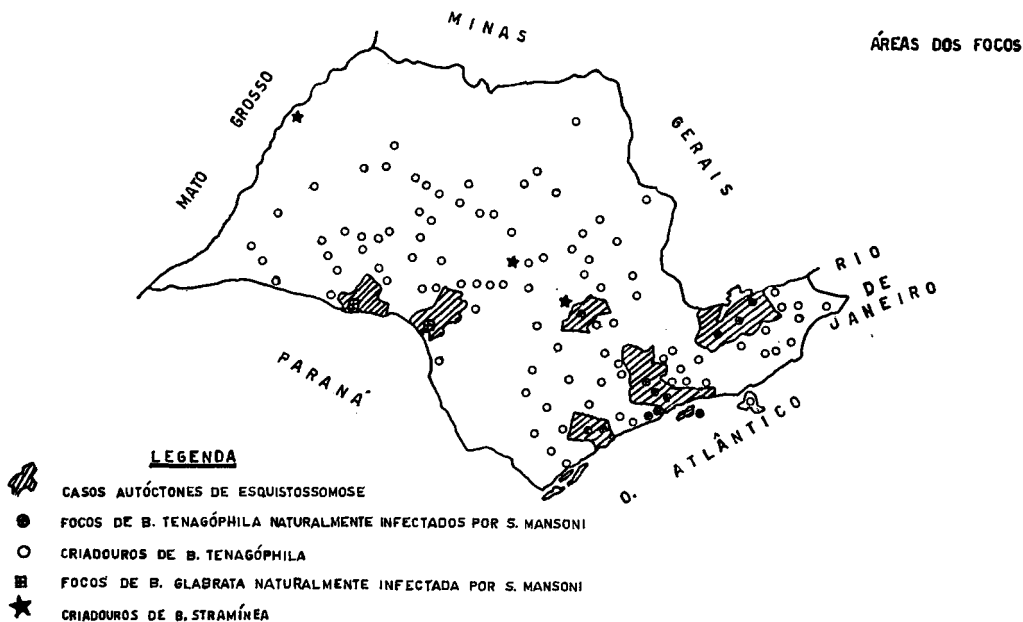 MINAS
ÁREAS DOS FOCOS
MATO GROSSO
GERAIS
RIO
DE
JANEIRO
PARANÁ
O. ATLÂNTICO
LEGENDA
CASOS AUTÓCTONES DE ESQUISTOSSOMOSE
FOCOS DE B. TENAGÓPHILA NATURALMENTE INFECTADOS POR S. MANSONI
CRIADOUROS DE B. TENAGÓPHILA
FOCOS DE B. GLABRATA NATURALMENTE INFECTADA POR S. MANSONI
CRIADOUROS DE B. STRAMÍNEA